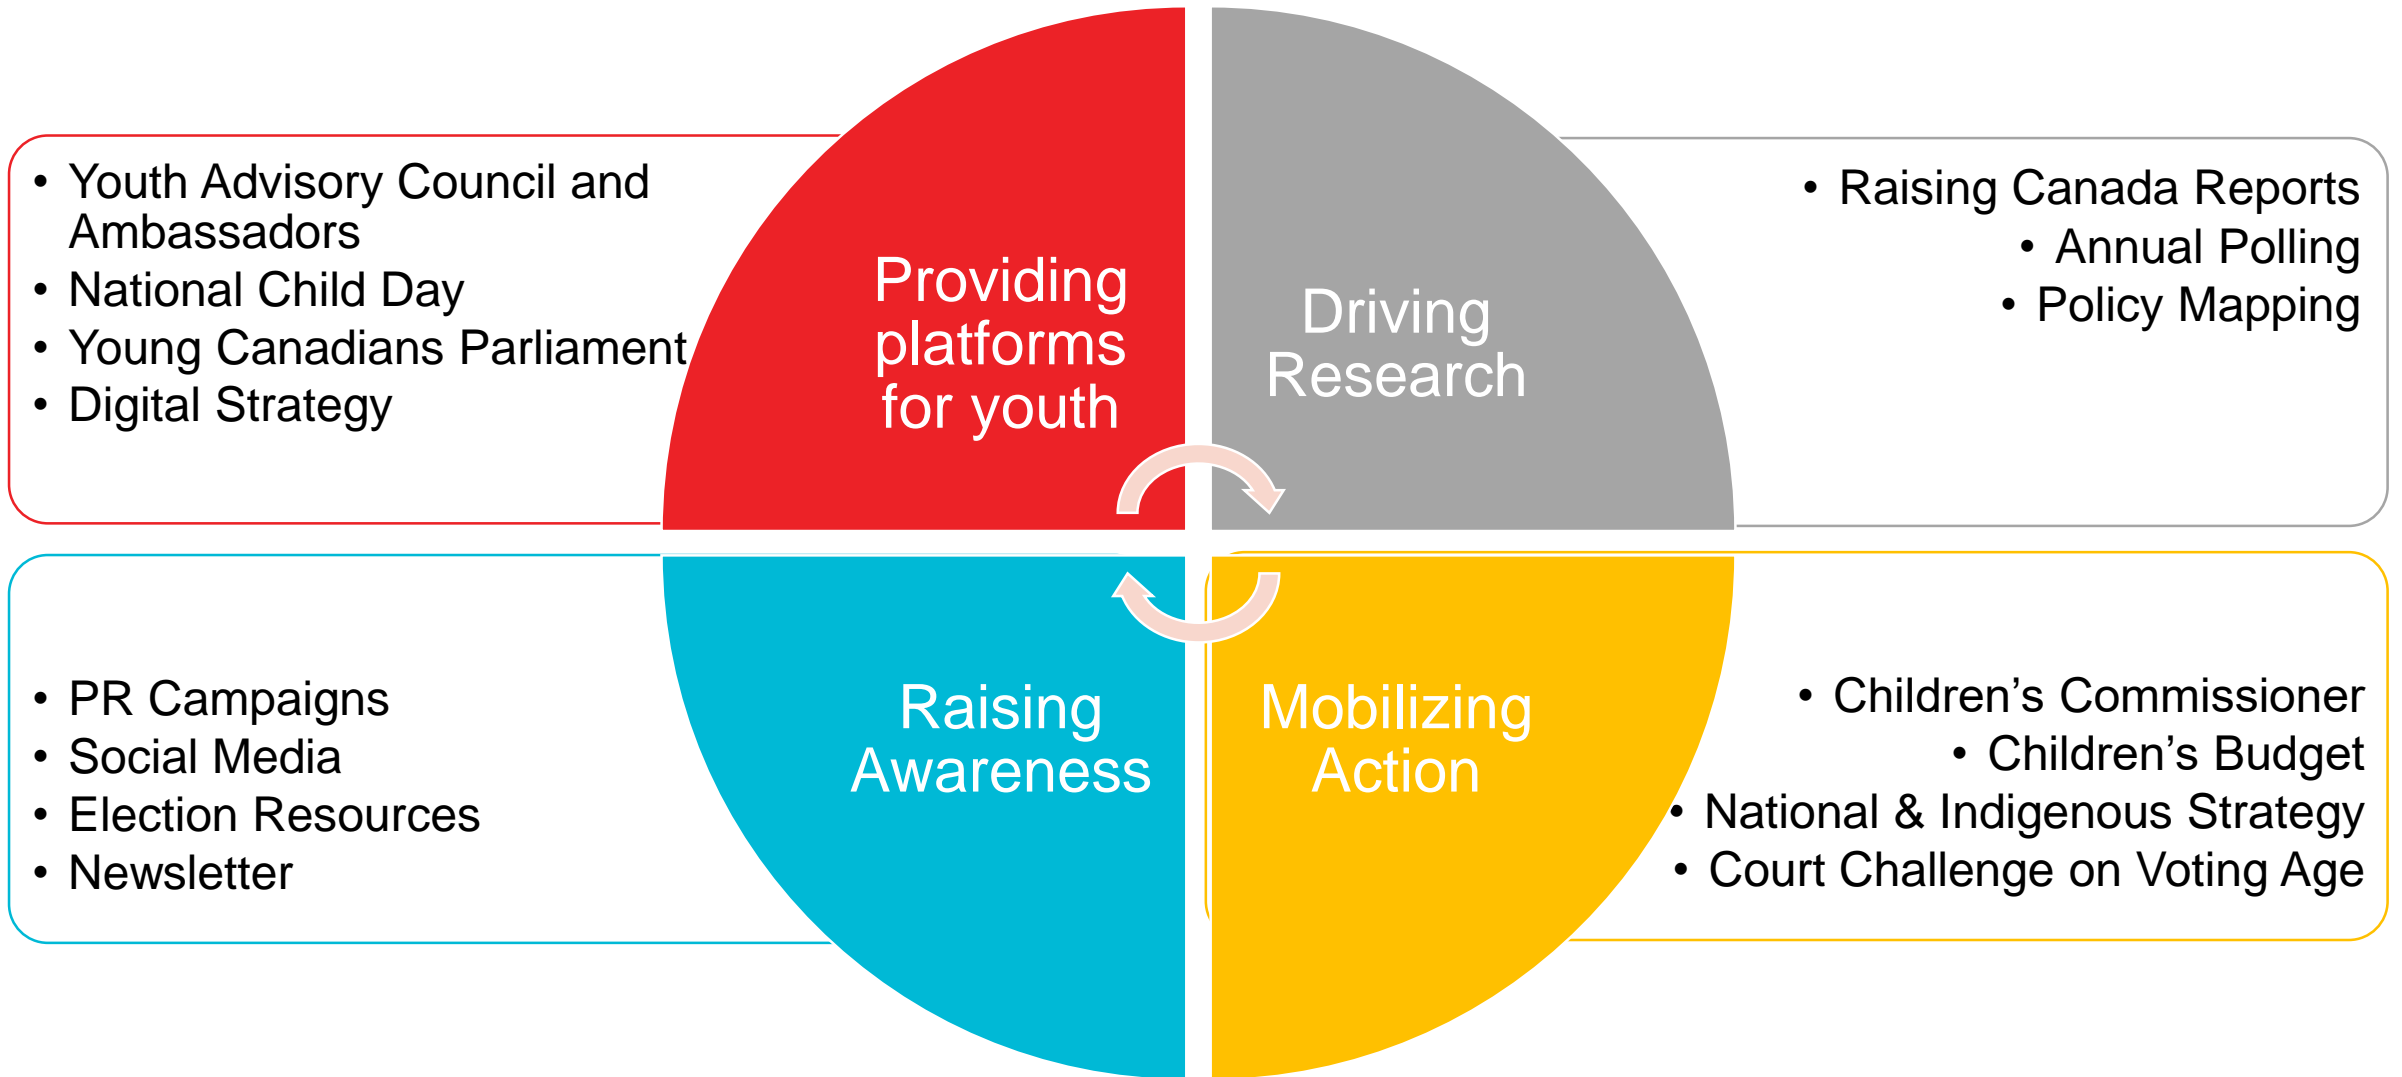 • Youth Advisory Council and
Ambassadors
• National Child Day
• Young Canadians Parliament
• Digital Strategy
Providing
platforms
for youth
Driving
Research
• Raising Canada Reports
• Annual Polling
• Policy Mapping
• PR Campaigns
• Social Media
• Election Resources
• Newsletter
Raising
Awareness
Mobilizing
Action
• Children’s Commissioner
• Children’s Budget
• National & Indigenous Strategy
• Court Challenge on Voting Age